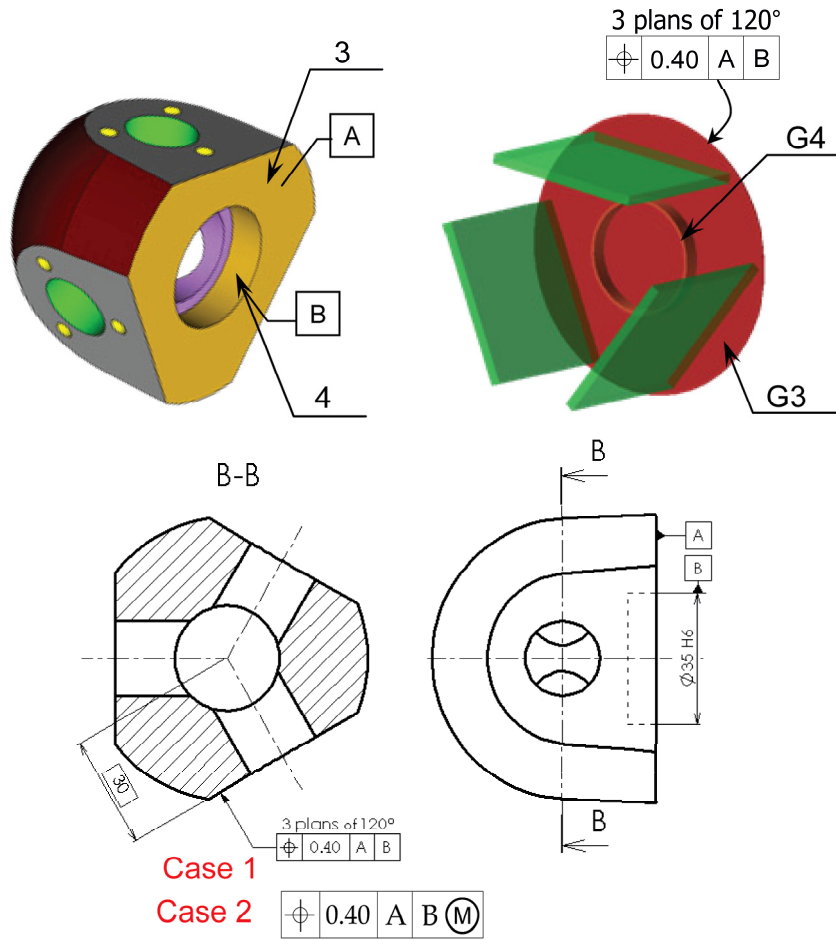 3
A
B
4
3 plans of 120°
⌖ 0.40 A B
G4
G3
B-B
B
A
B
Ø35 H6
B
30
3 plans of 120°
⌖ 0.40 A B
Case 1
Case 2 ⌖ 0.40 A B Ⓜ